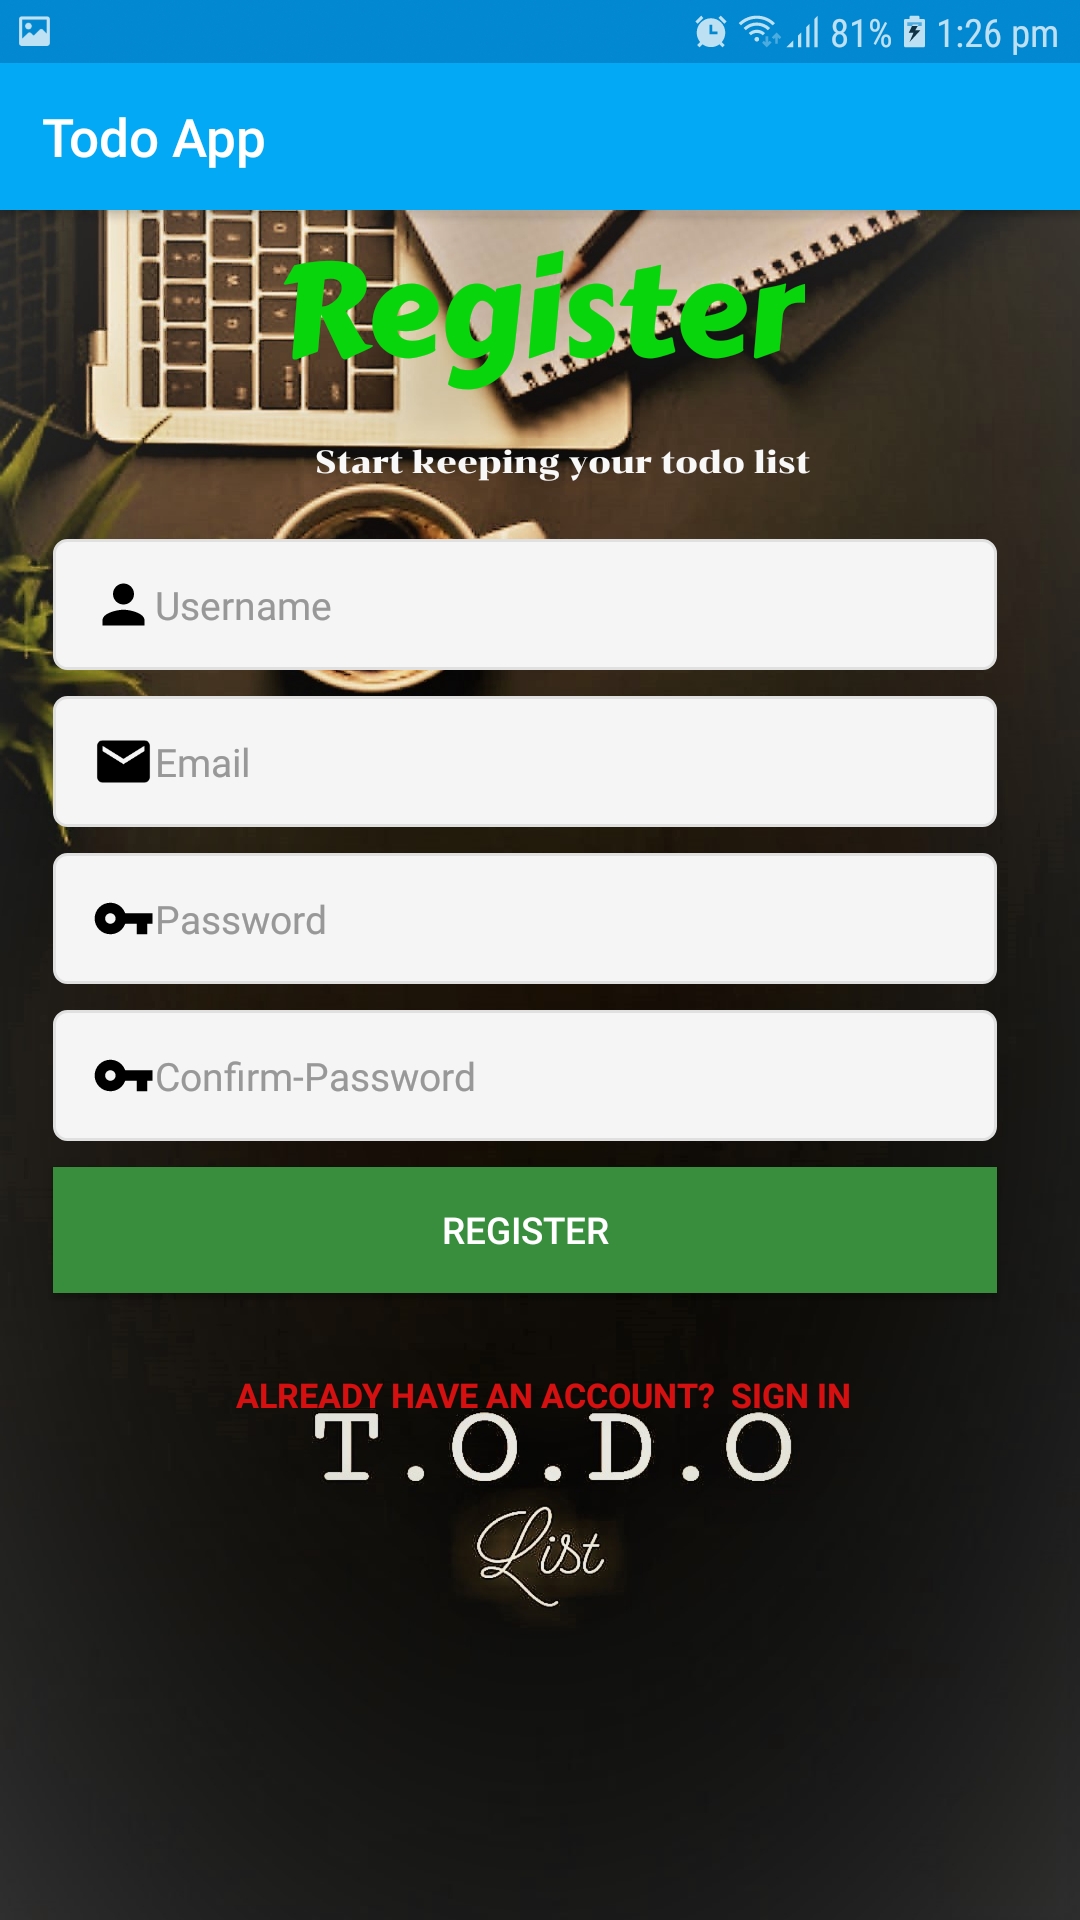 81% 1:26 pm
Todo App
Register
Start keeping your todo list
Username
Email
Password
Confirm-Password
REGISTER
ALREADY HAVE AN ACCOUNT? SIGN IN
T.O.D.O
List